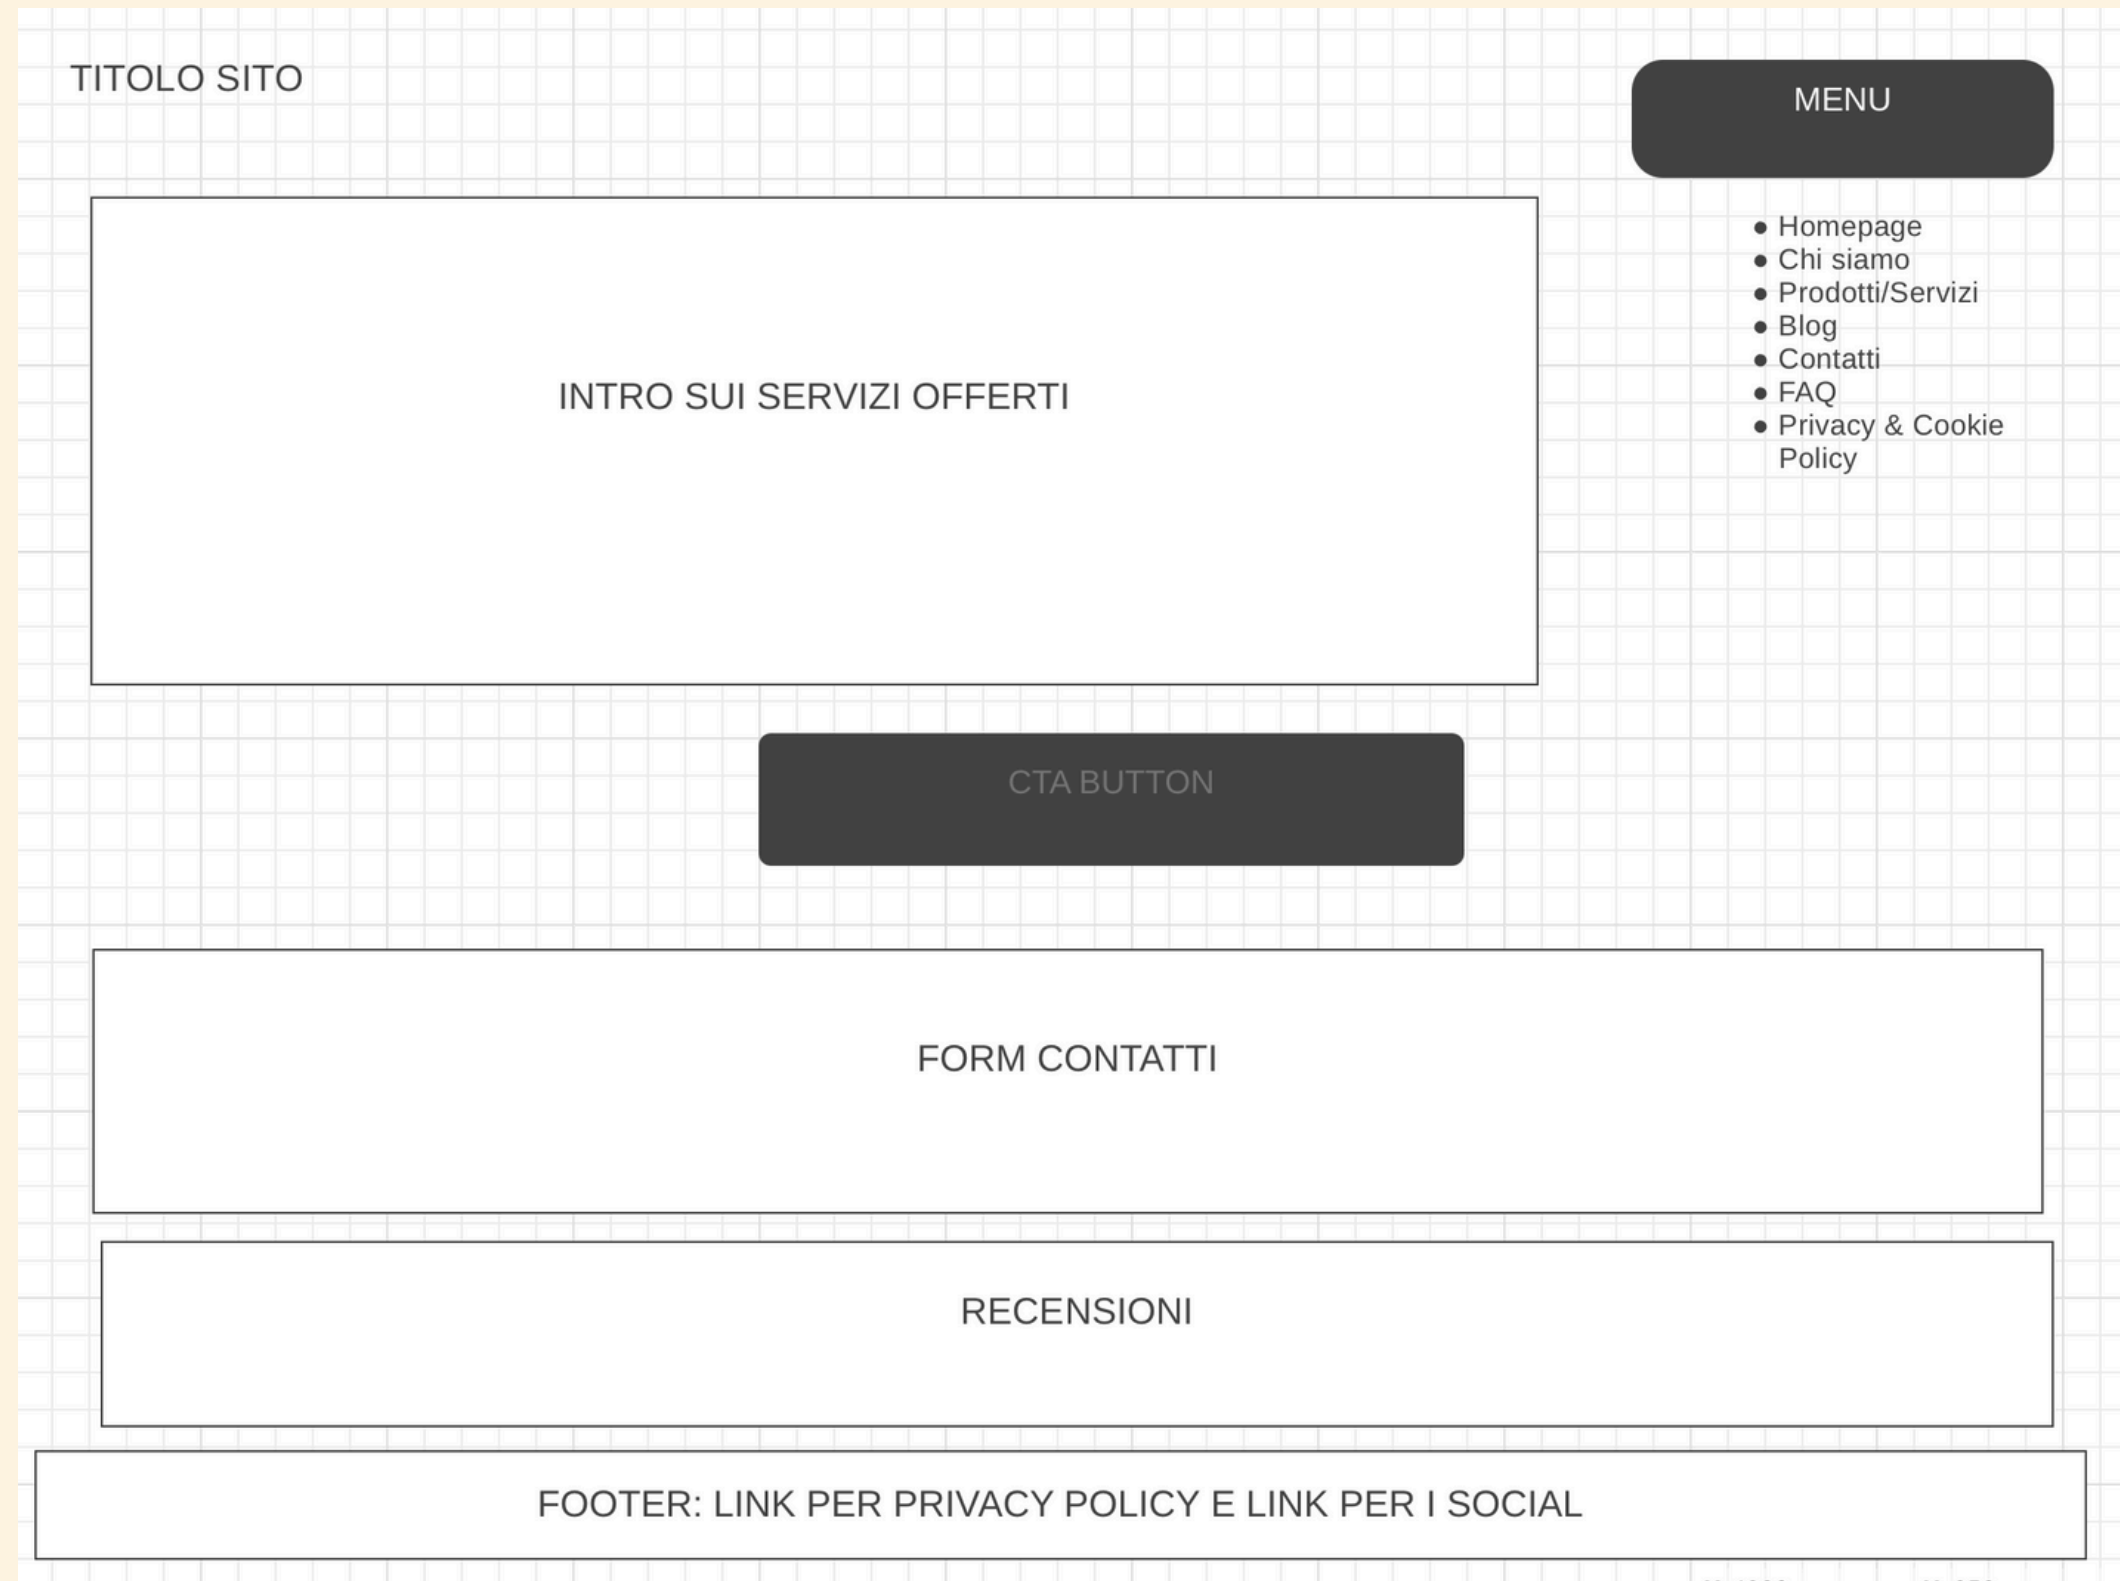 TITOLO SITO
MENU
● Homepage
● Chi siamo
● Prodotti/Servizi
● Blog
● Contatti
● FAQ
● Privacy & Cookie
Policy
INTRO SUI SERVIZI OFFERTI
CTA BUTTON
FORM CONTATTI
RECENSIONI
FOOTER: LINK PER PRIVACY POLICY E LINK PER I SOCIAL